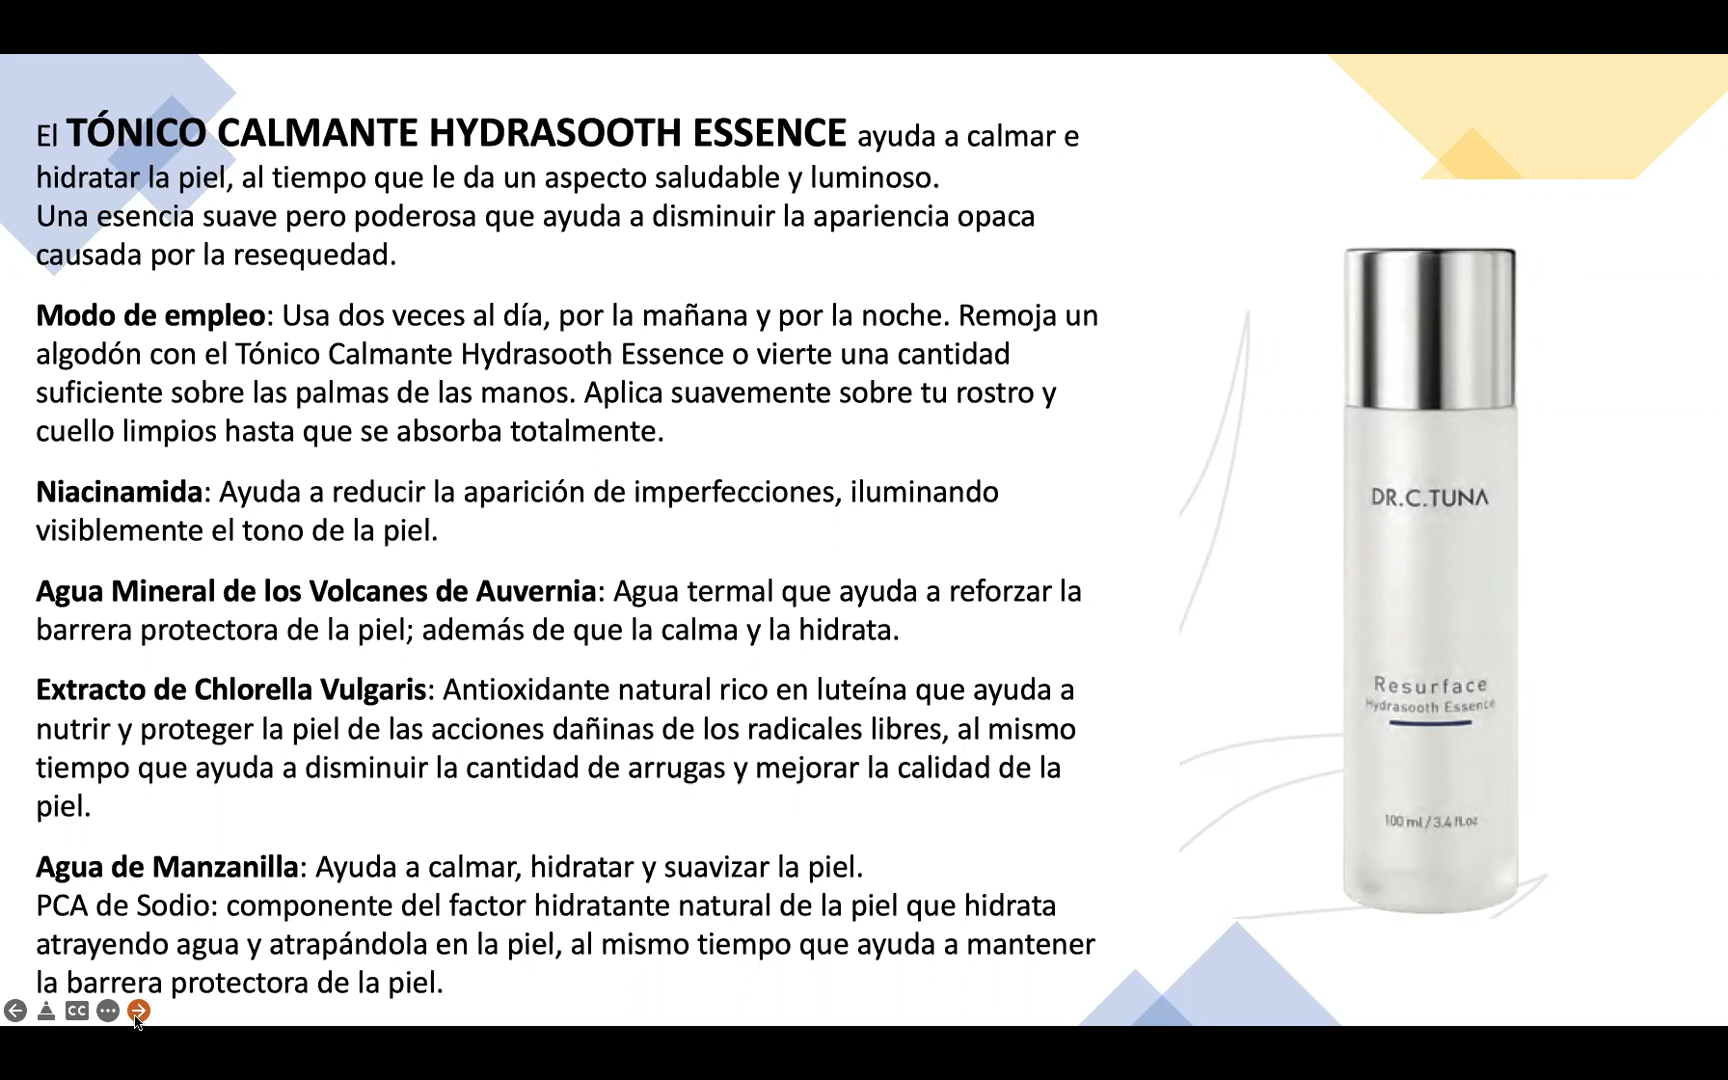 El TÓNICO CALMANTE HYDRASOOTH ESSENCE ayuda a calmar e
hidratar la piel, al tiempo que le da un aspecto saludable y luminoso.
Una esencia suave pero poderosa que ayuda a disminuir la apariencia opaca
causada por la resequedad.
Modo de empleo: Usa dos veces al día, por la mañana y por la noche. Remoja un
algodón con el Tónico Calmante Hydrasooth Essence o vierte una cantidad
suficiente sobre las palmas de las manos. Aplica suavemente sobre tu rostro y
cuello limpios hasta que se absorba totalmente.
Niacinamida: Ayuda a reducir la aparición de imperfecciones, iluminando
visiblemente el tono de la piel.
Agua Mineral de los Volcanes de Auvernia: Agua termal que ayuda a reforzar la
barrera protectora de la piel; además de que la calma y la hidrata.
Extracto de Chlorella Vulgaris: Antioxidante natural rico en luteína que ayuda a
nutrir y proteger la piel de las acciones dañinas de los radicales libres, al mismo
tiempo que ayuda a disminuir la cantidad de arrugas y mejorar la calidad de la
piel.
Agua de Manzanilla: Ayuda a calmar, hidratar y suavizar la piel.
PCA de Sodio: componente del factor hidratante natural de la piel que hidrata
atrayendo agua y atrapándola en la piel, al mismo tiempo que ayuda a mantener
la barrera protectora de la piel.
CC
DR.C.TUNA
Resurface
Hydrasooth Essence
100 ml / 3.4 fl.oz